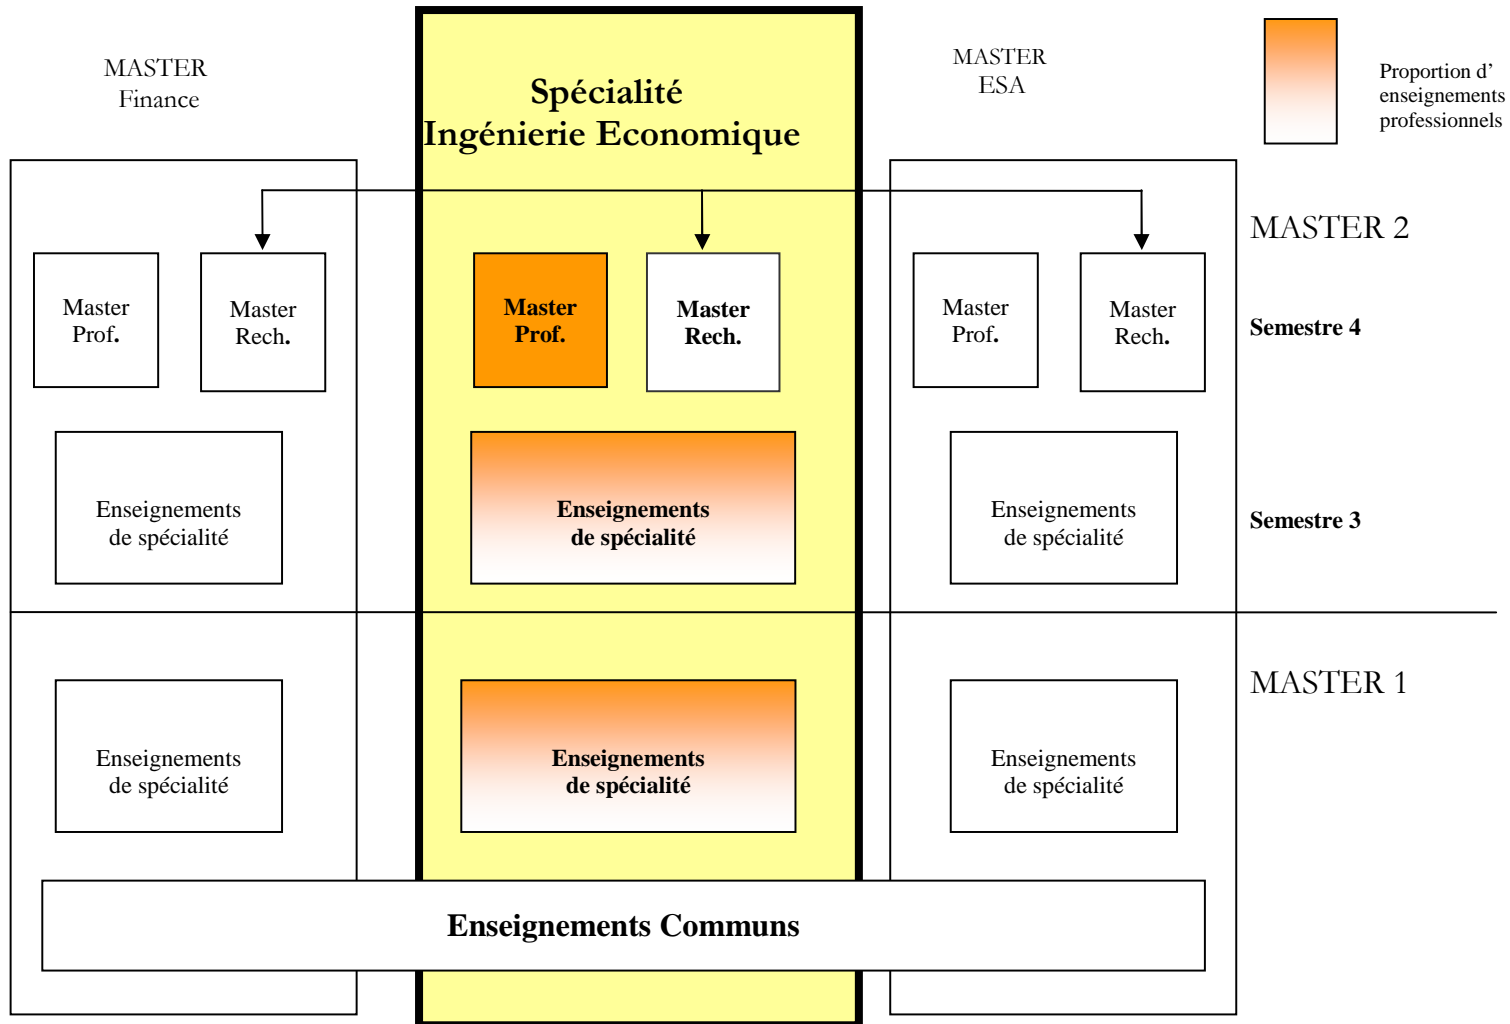 MASTER
Finance
Spécialité
Ingénierie Economique
MASTER
ESA
Proportion d’
enseignements
professionnels
MASTER 2
Master
Prof.
Master
Rech.
Master
Prof.
Master
Rech.
Master
Prof.
Master
Rech.
Semestre 4
Enseignements
de spécialité
Enseignements
de spécialité
Enseignements
de spécialité
Semestre 3
MASTER 1
Enseignements
de spécialité
Enseignements
de spécialité
Enseignements
de spécialité
Enseignements Communs